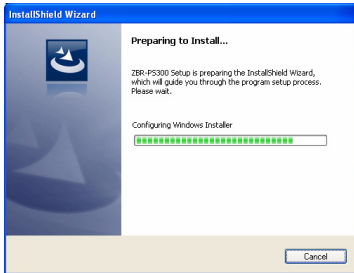 InstallShield Wizard
Preparing to Install...
ZBR-PS300 Setup is preparing the InstallShield Wizard,
which will guide you through the program setup process.
Please wait.
Configuring Windows Installer
Cancel